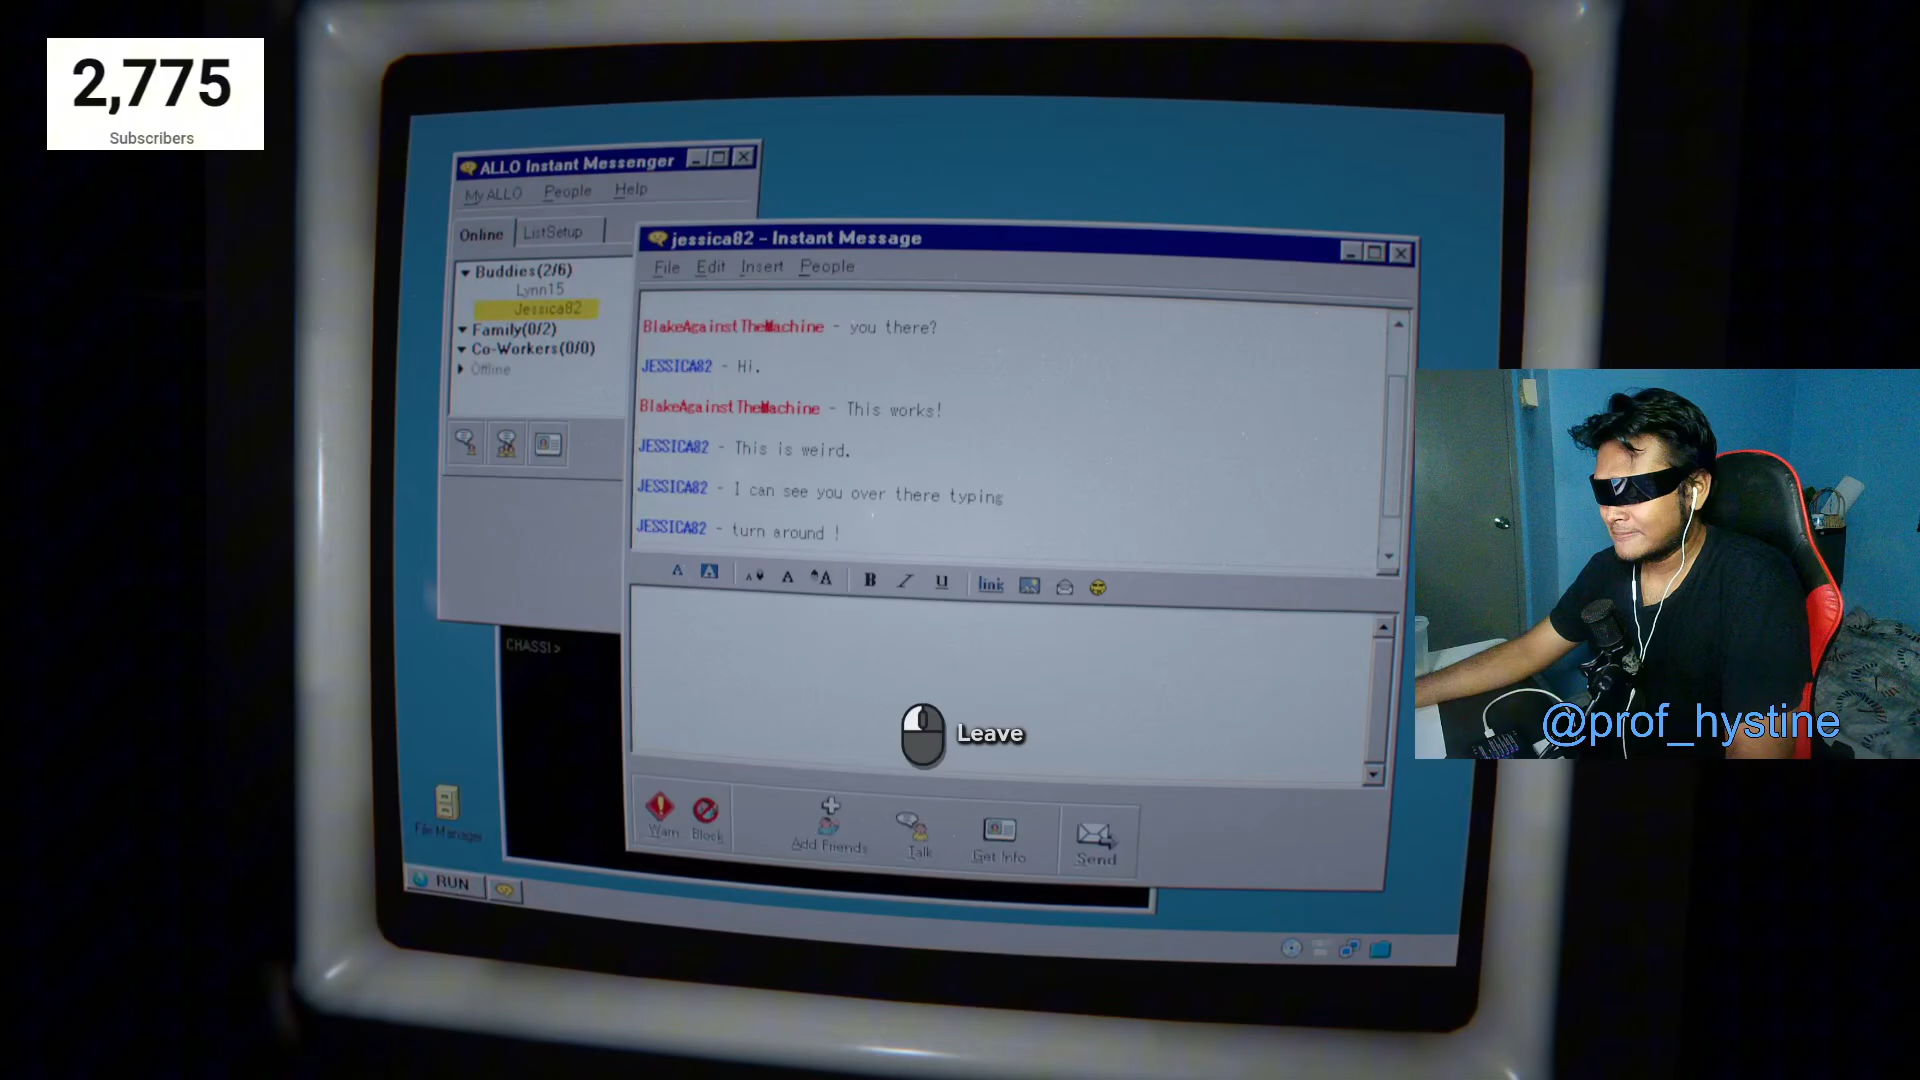 2,775
Subscribers
ALLO Instant Messenger
My ALLO People Help
Online ListSetup
Buddies(2/6)
Lynn15
Jessica82
Family(0/2)
Co-Workers(0/0)
Offline
jessica82 - Instant Message
File Edit Insert People
BlakeAgainstTheMachine - you there?
JESSICA82 - Hi.
BlakeAgainstTheMachine - This works!
JESSICA82 - This is weird.
JESSICA82 - I can see you over there typing
JESSICA82 - turn around !
A A A A A B I U link
CHASSI>
Leave
@prof_hystine
Warn Block Add Friends Talk Get Info Send
File Manager
RUN